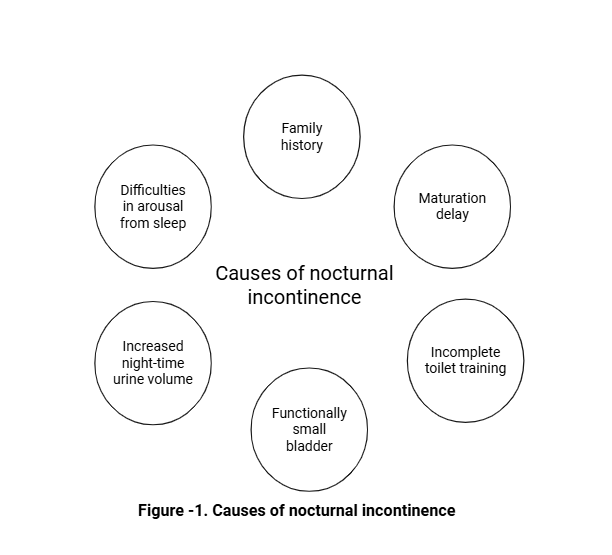 Family
history
Difficulties
in arousal
from sleep
Maturation
delay
Causes of nocturnal
incontinence
Increased
night-time
urine volume
Incomplete
toilet training
Functionally
small
bladder
Figure -1. Causes of nocturnal incontinence